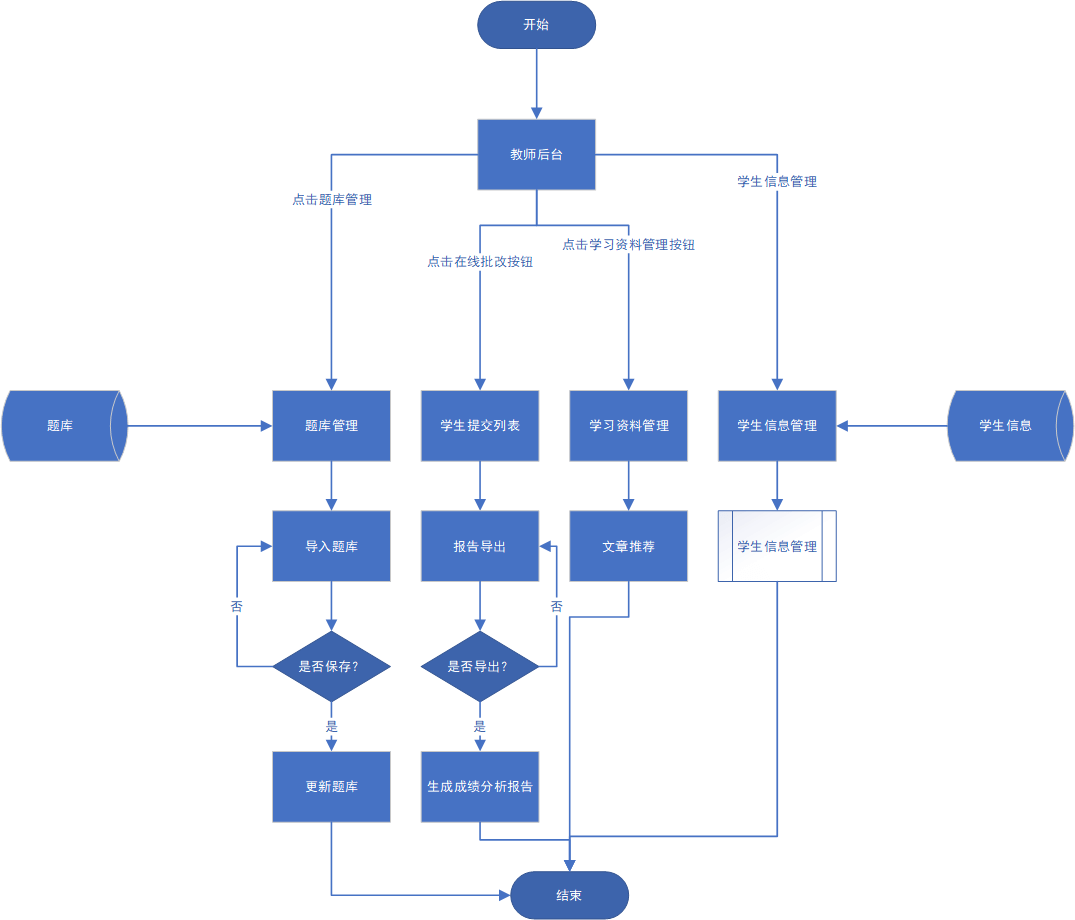 开始
教师后台
学生信息管理
点击题库管理
点击学习资料管理按钮
点击在线批改按钮
题库
题库管理
学生提交列表
学习资料管理
学生信息管理
学生信息
导入题库
报告导出
文章推荐
学生信息管理
否
否
是否保存？
是否导出？
是
是
更新题库
生成成绩分析报告
结束